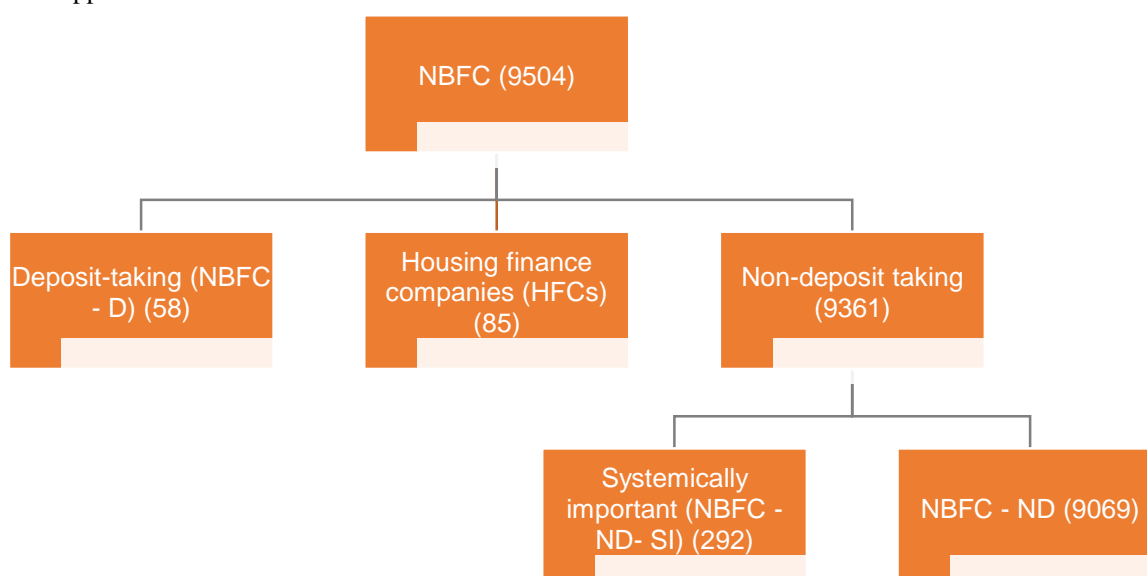 NBFC (9504)
Deposit-taking (NBFC
- D) (58)
Housing finance
companies (HFCs)
(85)
Non-deposit taking
(9361)
Systemically
important (NBFC -
ND- SI) (292)
NBFC - ND (9069)